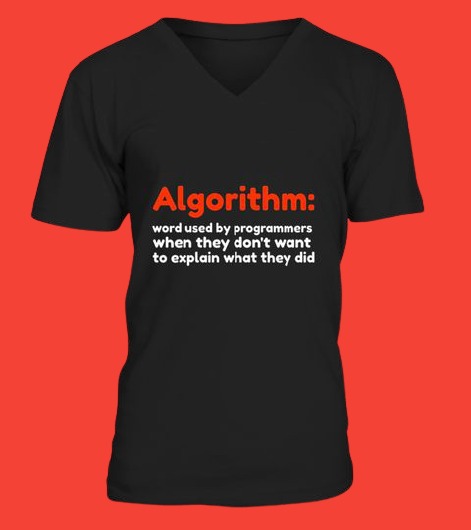 Algorithm:
word used by programmers
when they don't want
to explain what they did